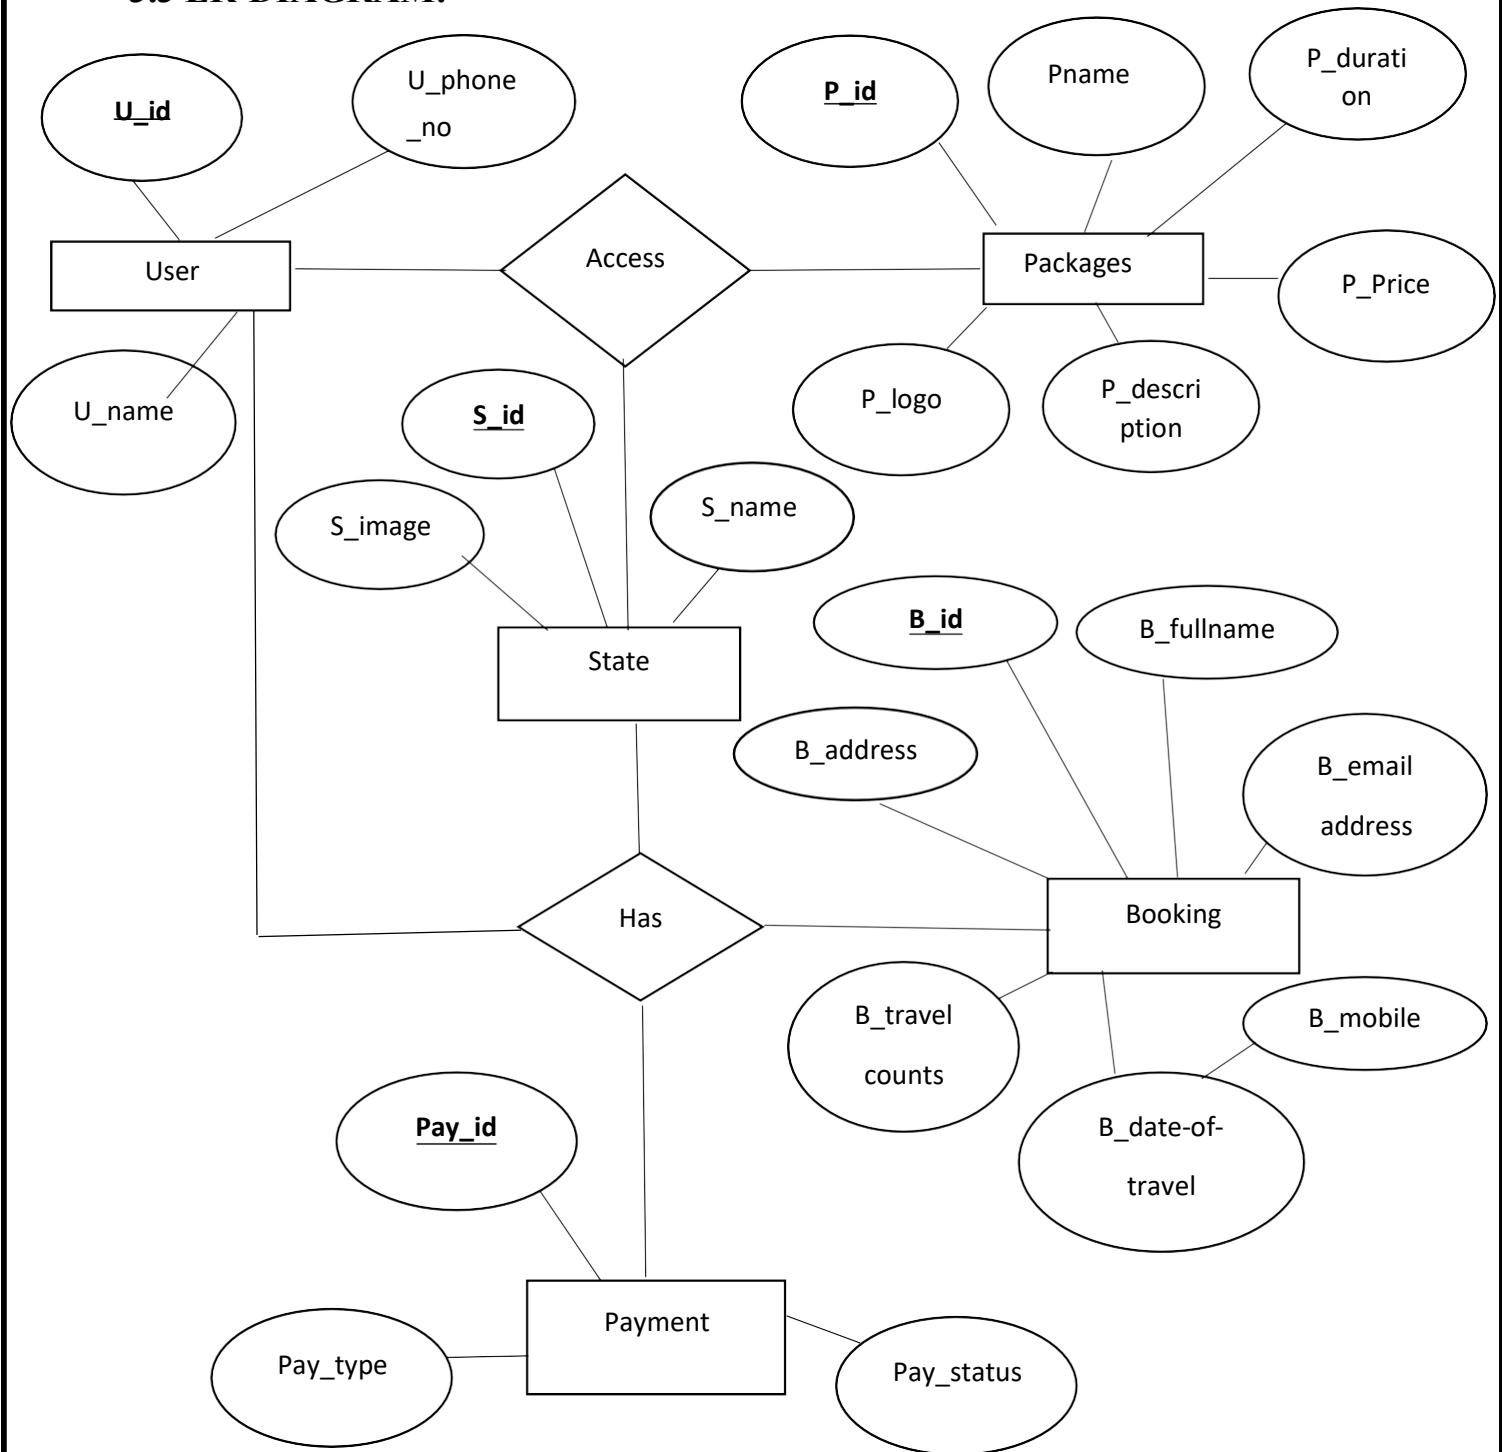 U_id
U_phone
_no
P_id
Pname
P_durati
on
User
Access
Packages
P_Price
U_name
S_id
P_logo
P_descri
ption
S_image
S_name
State
B_id
B_fullname
B_address
B_email
address
Has
Booking
B_travel
counts
B_mobile
Pay_id
B_date-of-
travel
Payment
Pay_type
Pay_status